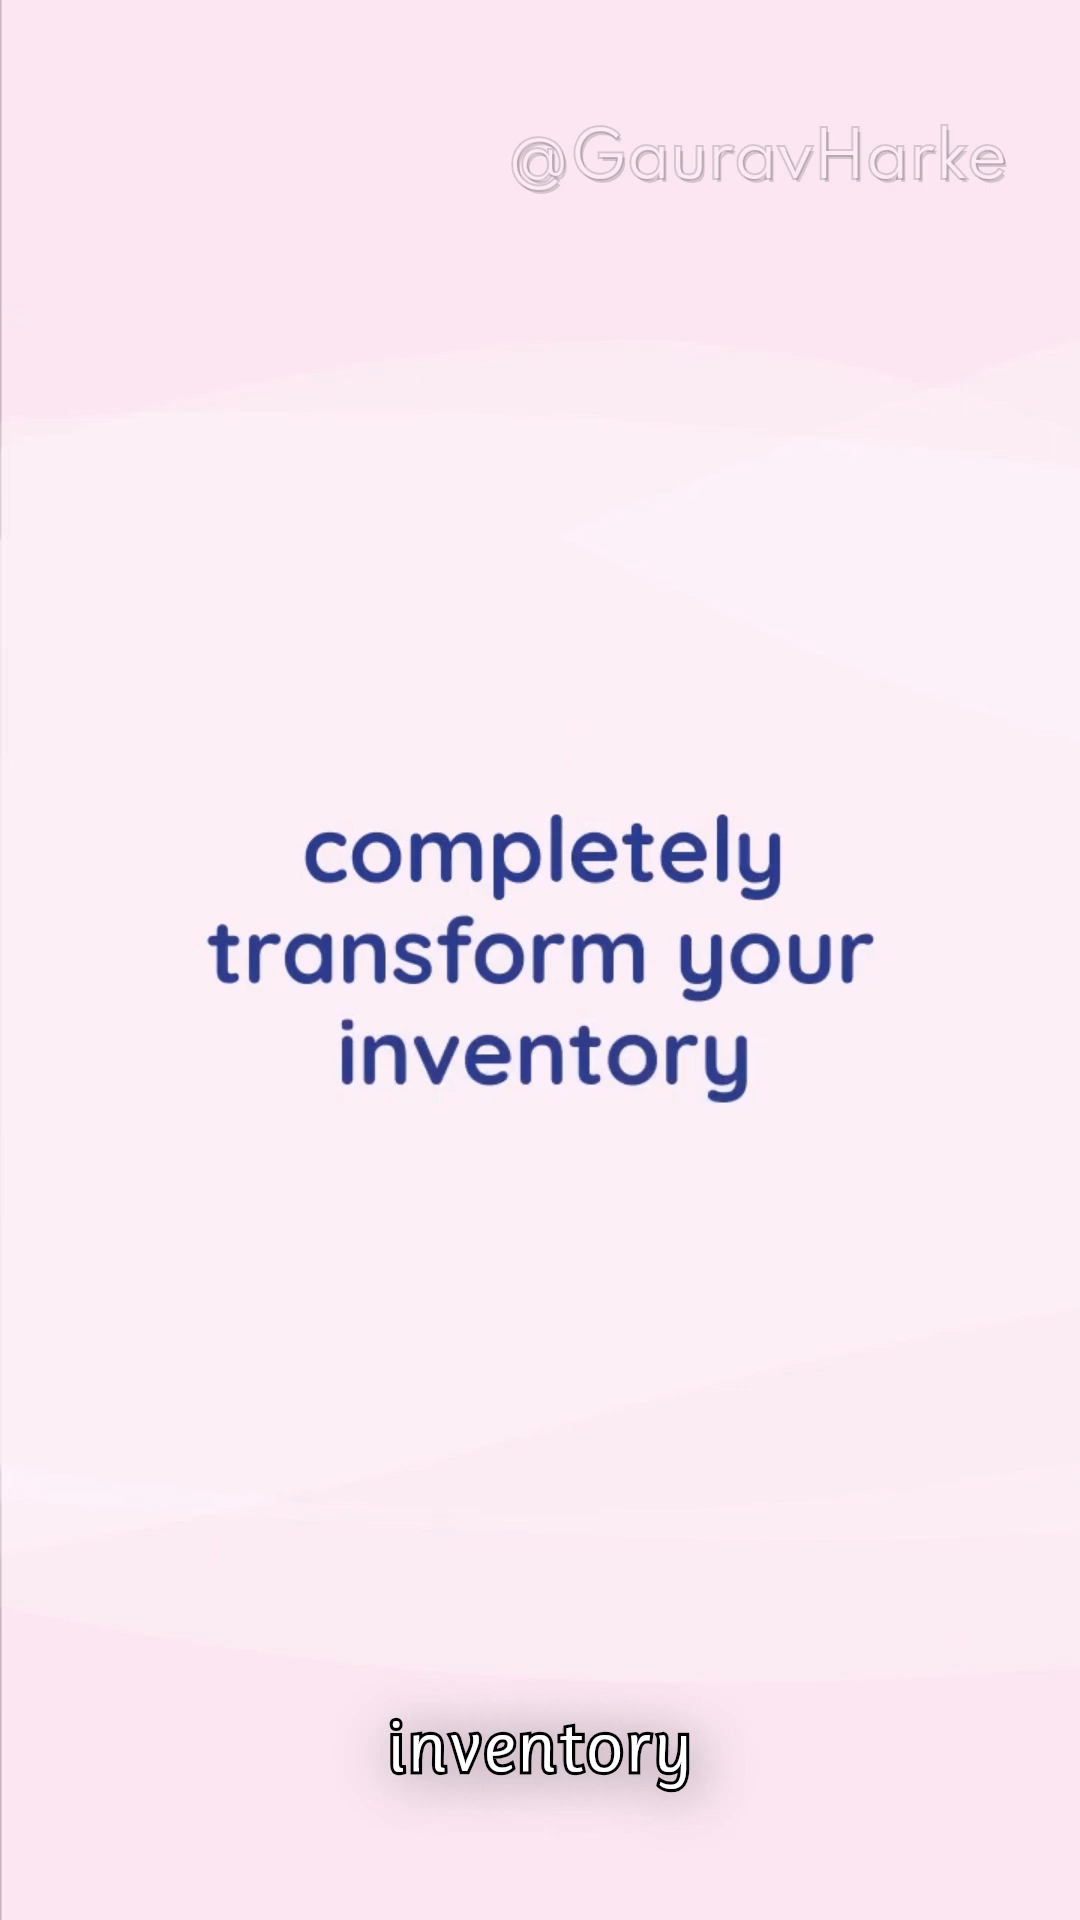 @GauravHarke
completely
transform your
inventory
inventory